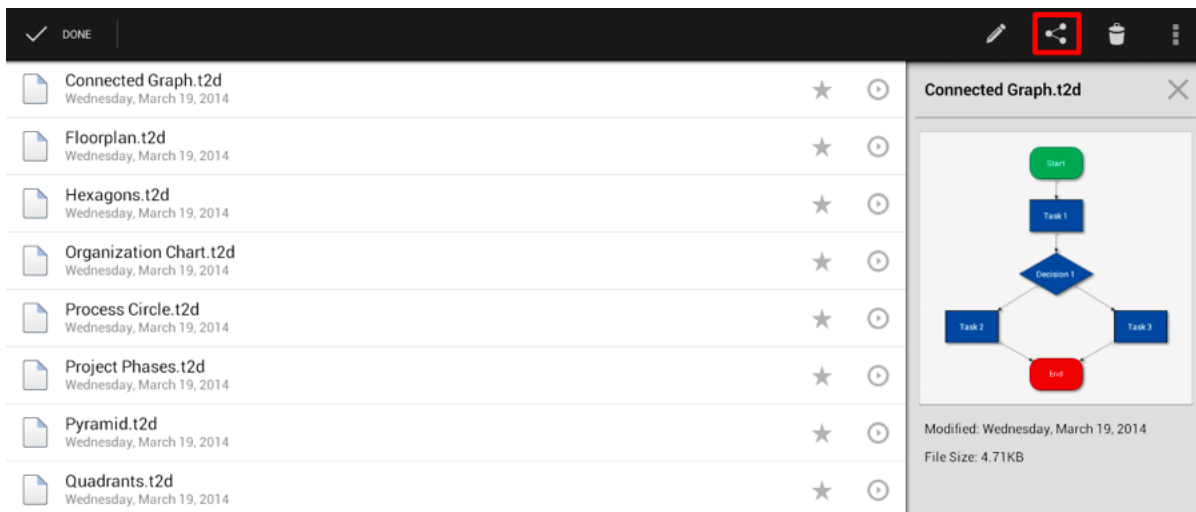 DONE
Connected Graph.t2d
Wednesday, March 19, 2014
Floorplan.t2d
Wednesday, March 19, 2014
Hexagons.t2d
Wednesday, March 19, 2014
Organization Chart.t2d
Wednesday, March 19, 2014
Process Circle.t2d
Wednesday, March 19, 2014
Project Phases.t2d
Wednesday, March 19, 2014
Pyramid.t2d
Wednesday, March 19, 2014
Quadrants.t2d
Wednesday, March 19, 2014
Connected Graph.t2d
Start
Task 1
Decision 1
Task 2
Task 3
End
Modified: Wednesday, March 19, 2014
File Size: 4.71KB